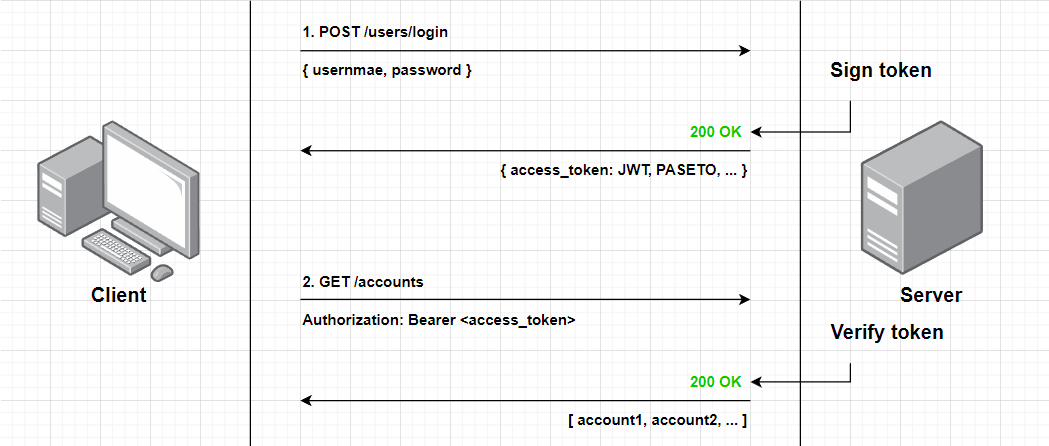 1. POST /users/login
{ usernmae, password }
Sign token
200 OK
{ access_token: JWT, PASETO, ... }
2. GET /accounts
Client
Server
Authorization: Bearer <access_token>
Verify token
200 OK
[ account1, account2, ... ]